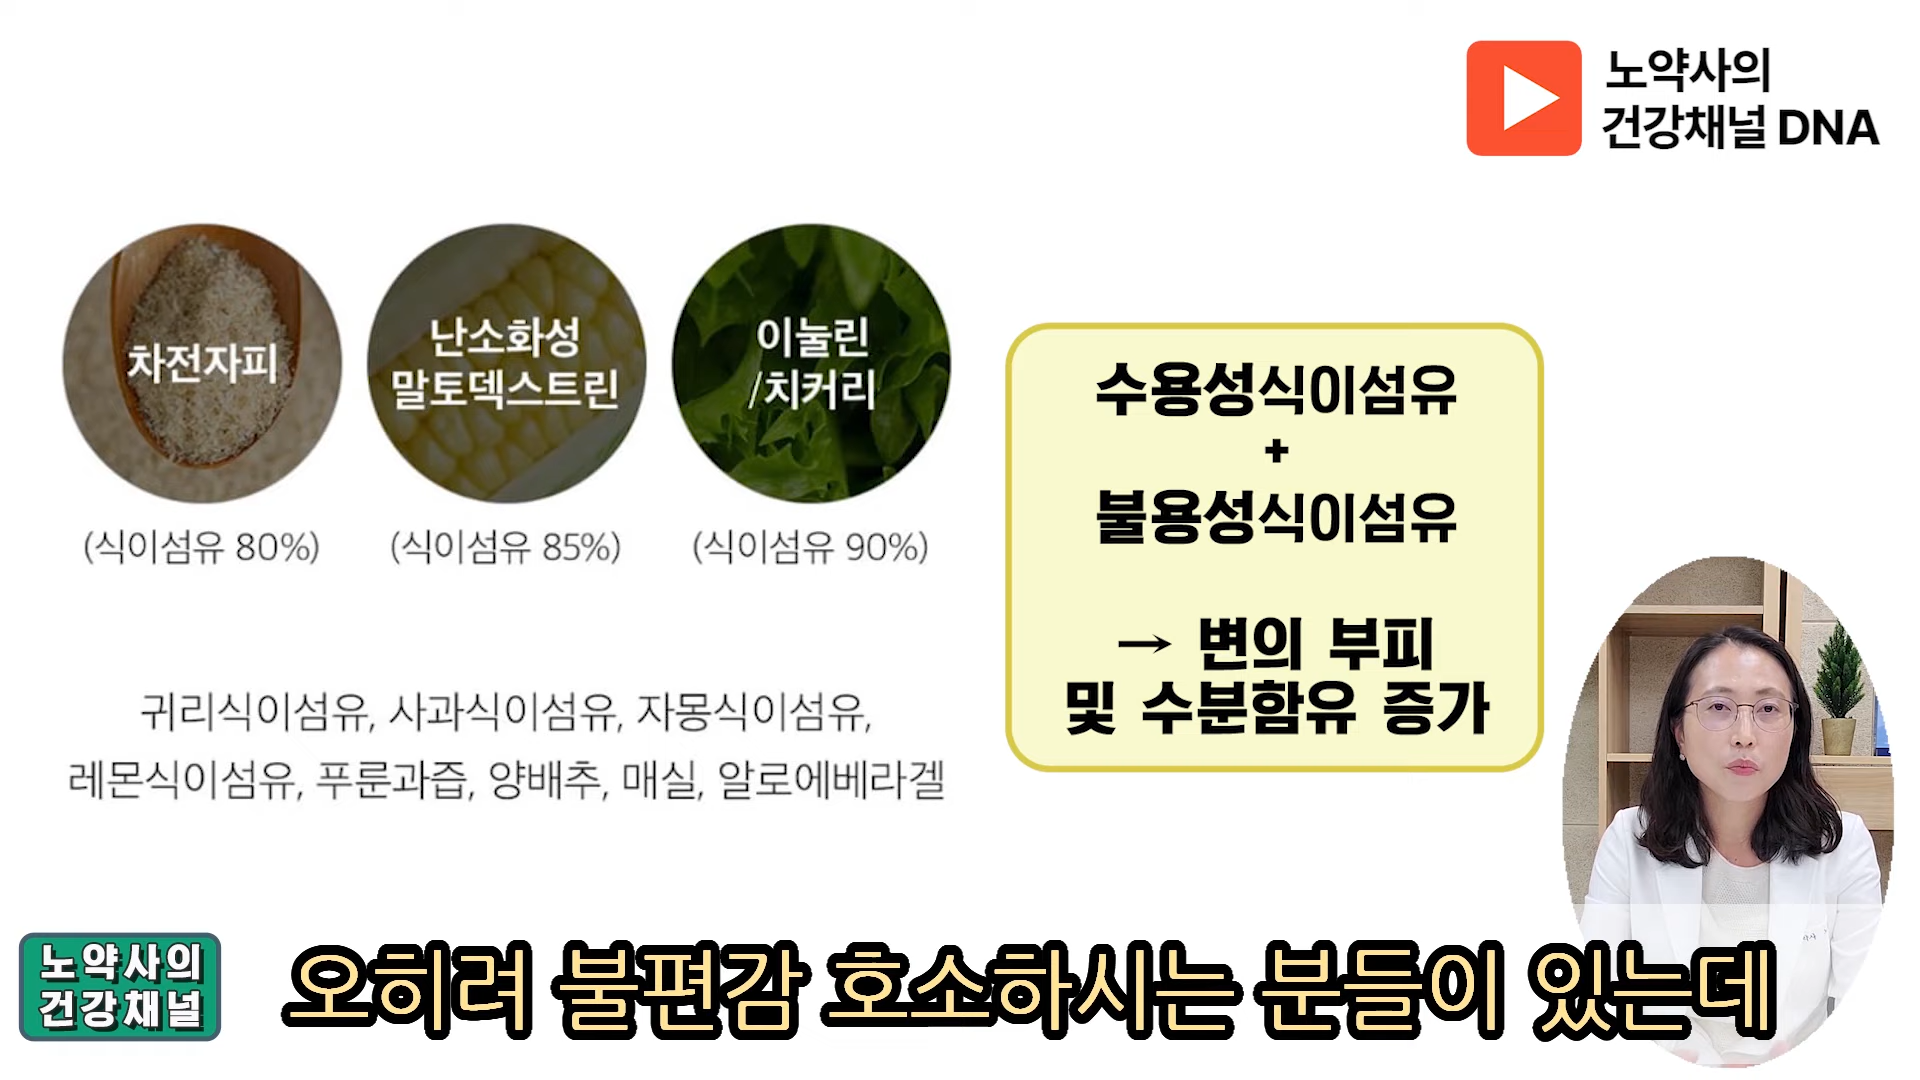 노약사의
건강채널 DNA
차전자피
난소화성
말토덱스트린
이눌린
/치커리
(식이섬유 80%)
(식이섬유 85%)
(식이섬유 90%)
수용성식이섬유
+
불용성식이섬유
→ 변의 부피
및 수분함유 증가
귀리식이섬유, 사과식이섬유, 자몽식이섬유,
레몬식이섬유, 푸룬과즙, 양배추, 매실, 알로에베라겔
노약사의
건강채널
오히려 불편감 호소하시는 분들이 있는데